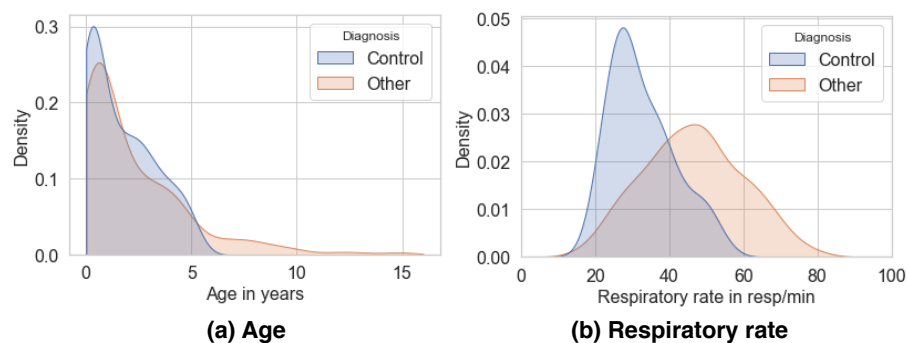 0.3
0.2
0.1
0.0
Density
0
5
10
15
Age in years
Diagnosis
Control
Other
(a) Age
0.05
0.04
0.03
0.02
0.01
0.00
Density
0
20
40
60
80
100
Respiratory rate in resp/min
Diagnosis
Control
Other
(b) Respiratory rate